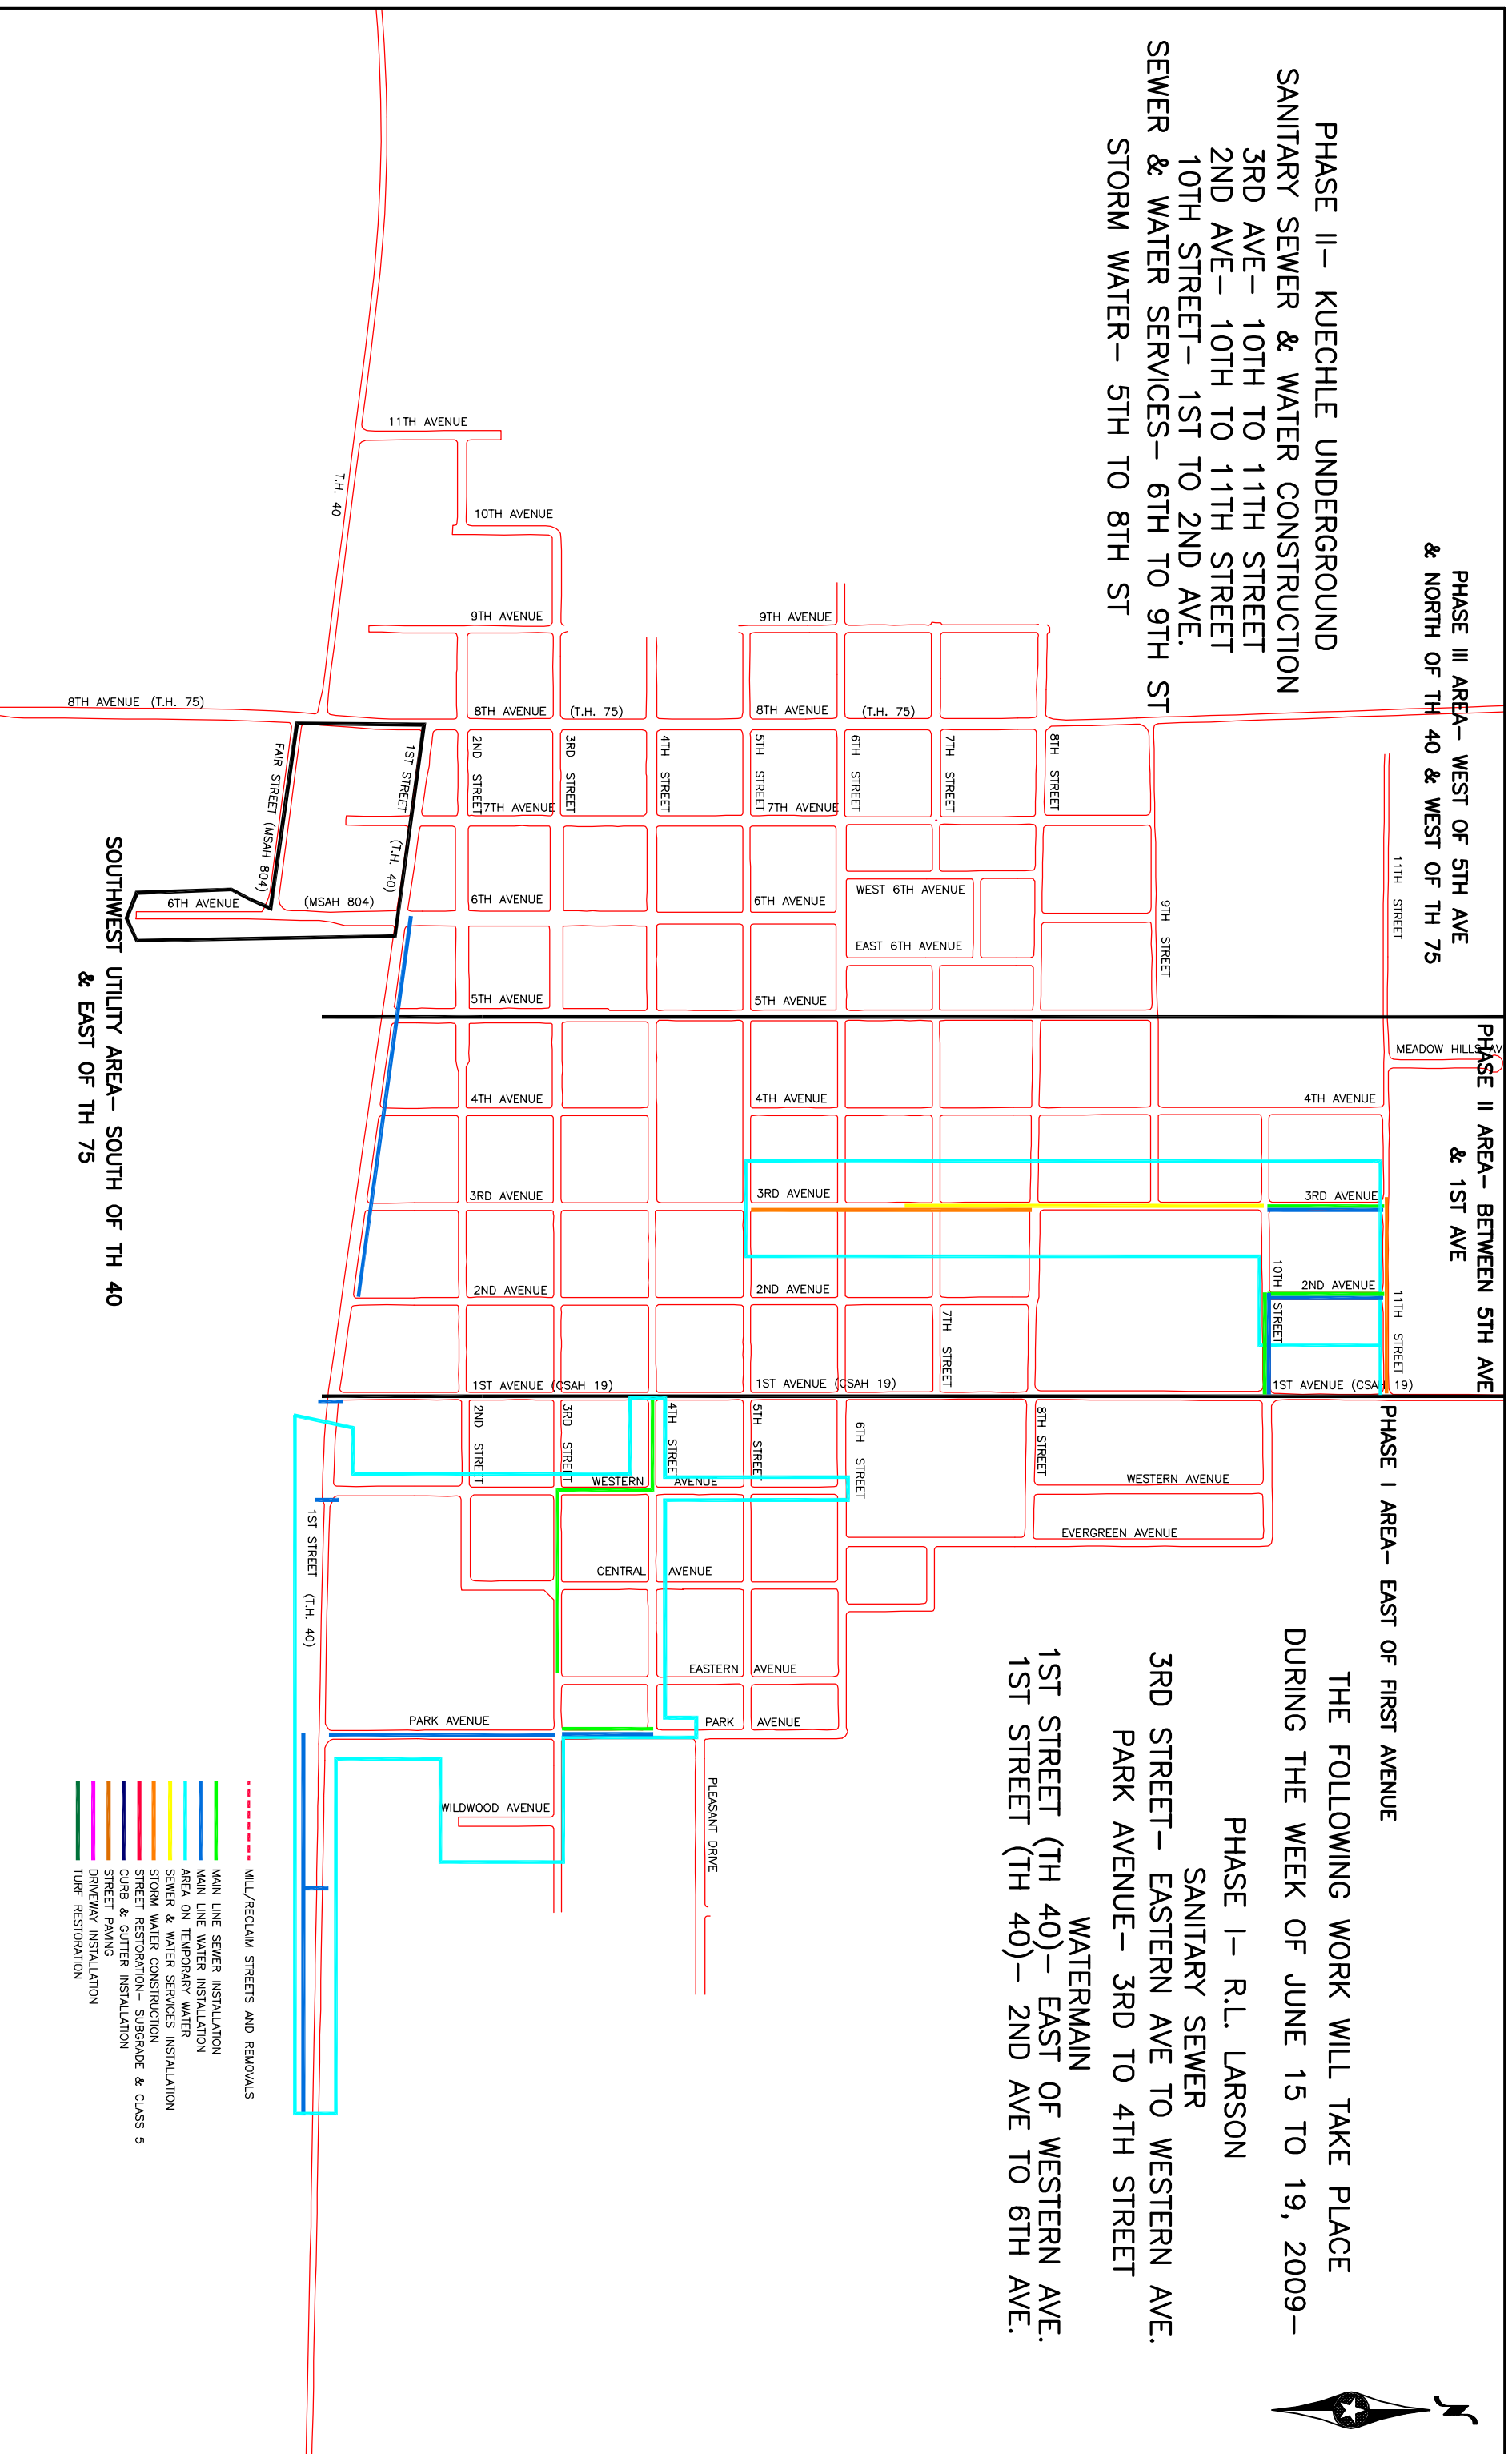 PHASE III AREA– WEST OF 5TH AVE
& NORTH OF TH 40 & WEST OF TH 75
PHASE II AREA– BETWEEN 5TH AVE
& 1ST AVE
PHASE I AREA– EAST OF FIRST AVENUE
PHASE II– KUECHLE UNDERGROUND
SANITARY SEWER & WATER CONSTRUCTION
3RD AVE– 10TH TO 11TH STREET
2ND AVE– 10TH TO 11TH STREET
10TH STREET– 1ST TO 2ND AVE.
SEWER & WATER SERVICES– 6TH TO 9TH ST
STORM WATER– 5TH TO 8TH ST
THE FOLLOWING WORK WILL TAKE PLACE
DURING THE WEEK OF JUNE 15 TO 19, 2009–
PHASE I– R.L. LARSON
SANITARY SEWER
3RD STREET– EASTERN AVE TO WESTERN AVE.
PARK AVENUE– 3RD TO 4TH STREET
WATERMAIN
1ST STREET (TH 40)– EAST OF WESTERN AVE.
1ST STREET (TH 40)– 2ND AVE TO 6TH AVE.
N
MEADOW HILLS AV
11TH STREET
4TH AVENUE
3RD AVENUE
2ND AVENUE
11TH STREET
1ST AVENUE (CSAH 19)
10TH STREET
9TH STREET
WESTERN AVENUE
EVERGREEN AVENUE
8TH STREET
8TH STREET
7TH STREET
7TH STREET
WEST 6TH AVENUE
EAST 6TH AVENUE
6TH STREET
6TH STREET
9TH AVENUE
8TH AVENUE (T.H. 75)
7TH AVENUE
6TH AVENUE
5TH AVENUE
4TH AVENUE
3RD AVENUE
2ND AVENUE
1ST AVENUE (CSAH 19)
5TH STREET
5TH STREET
PLEASANT DRIVE
4TH STREET
4TH STREET
WESTERN AVENUE
CENTRAL AVENUE
EASTERN AVENUE
PARK AVENUE
3RD STREET
3RD STREET
11TH AVENUE
10TH AVENUE
9TH AVENUE
8TH AVENUE (T.H. 75)
7TH AVENUE
6TH AVENUE
5TH AVENUE
4TH AVENUE
3RD AVENUE
2ND AVENUE
1ST AVENUE (CSAH 19)
2ND STREET
2ND STREET
PARK AVENUE
WILDWOOD AVENUE
T.H. 40
1ST STREET (T.H. 40)
1ST STREET (T.H. 40)
8TH AVENUE (T.H. 75)
FAIR STREET (MSAH 804)
6TH AVENUE (MSAH 804)
SOUTHWEST UTILITY AREA– SOUTH OF TH 40
& EAST OF TH 75
MILL/RECLAIM STREETS AND REMOVALS
MAIN LINE SEWER INSTALLATION
MAIN LINE WATER INSTALLATION
AREA ON TEMPORARY WATER
SEWER & WATER SERVICES INSTALLATION
STORM WATER CONSTRUCTION
STREET RESTORATION– SUBGRADE & CLASS 5
CURB & GUTTER INSTALLATION
STREET PAVING
DRIVEWAY INSTALLATION
TURF RESTORATION